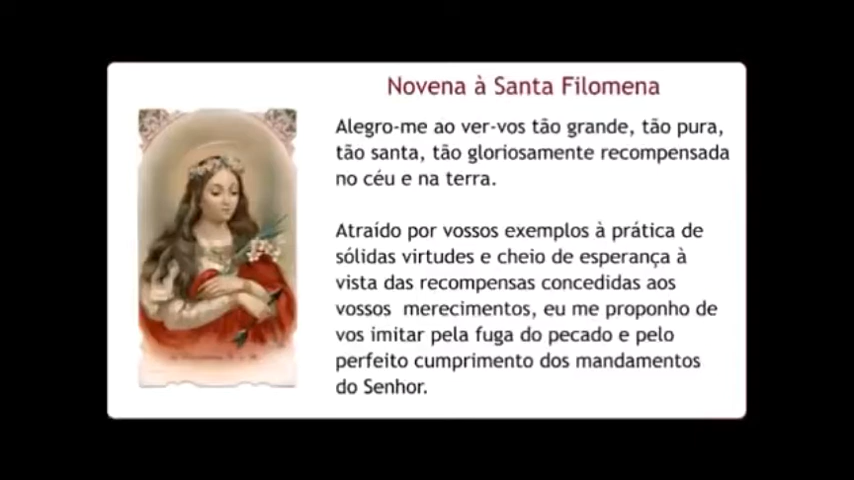 Novena à Santa Filomena
Alegro-me ao ver-vos tão grande, tão pura,
tão santa, tão gloriosamente recompensada
no céu e na terra.
Atraído por vossos exemplos à prática de
sólidas virtudes e cheio de esperança à
vista das recompensas concedidas aos
vossos merecimentos, eu me proponho de
vos imitar pela fuga do pecado e pelo
perfeito cumprimento dos mandamentos
do Senhor.